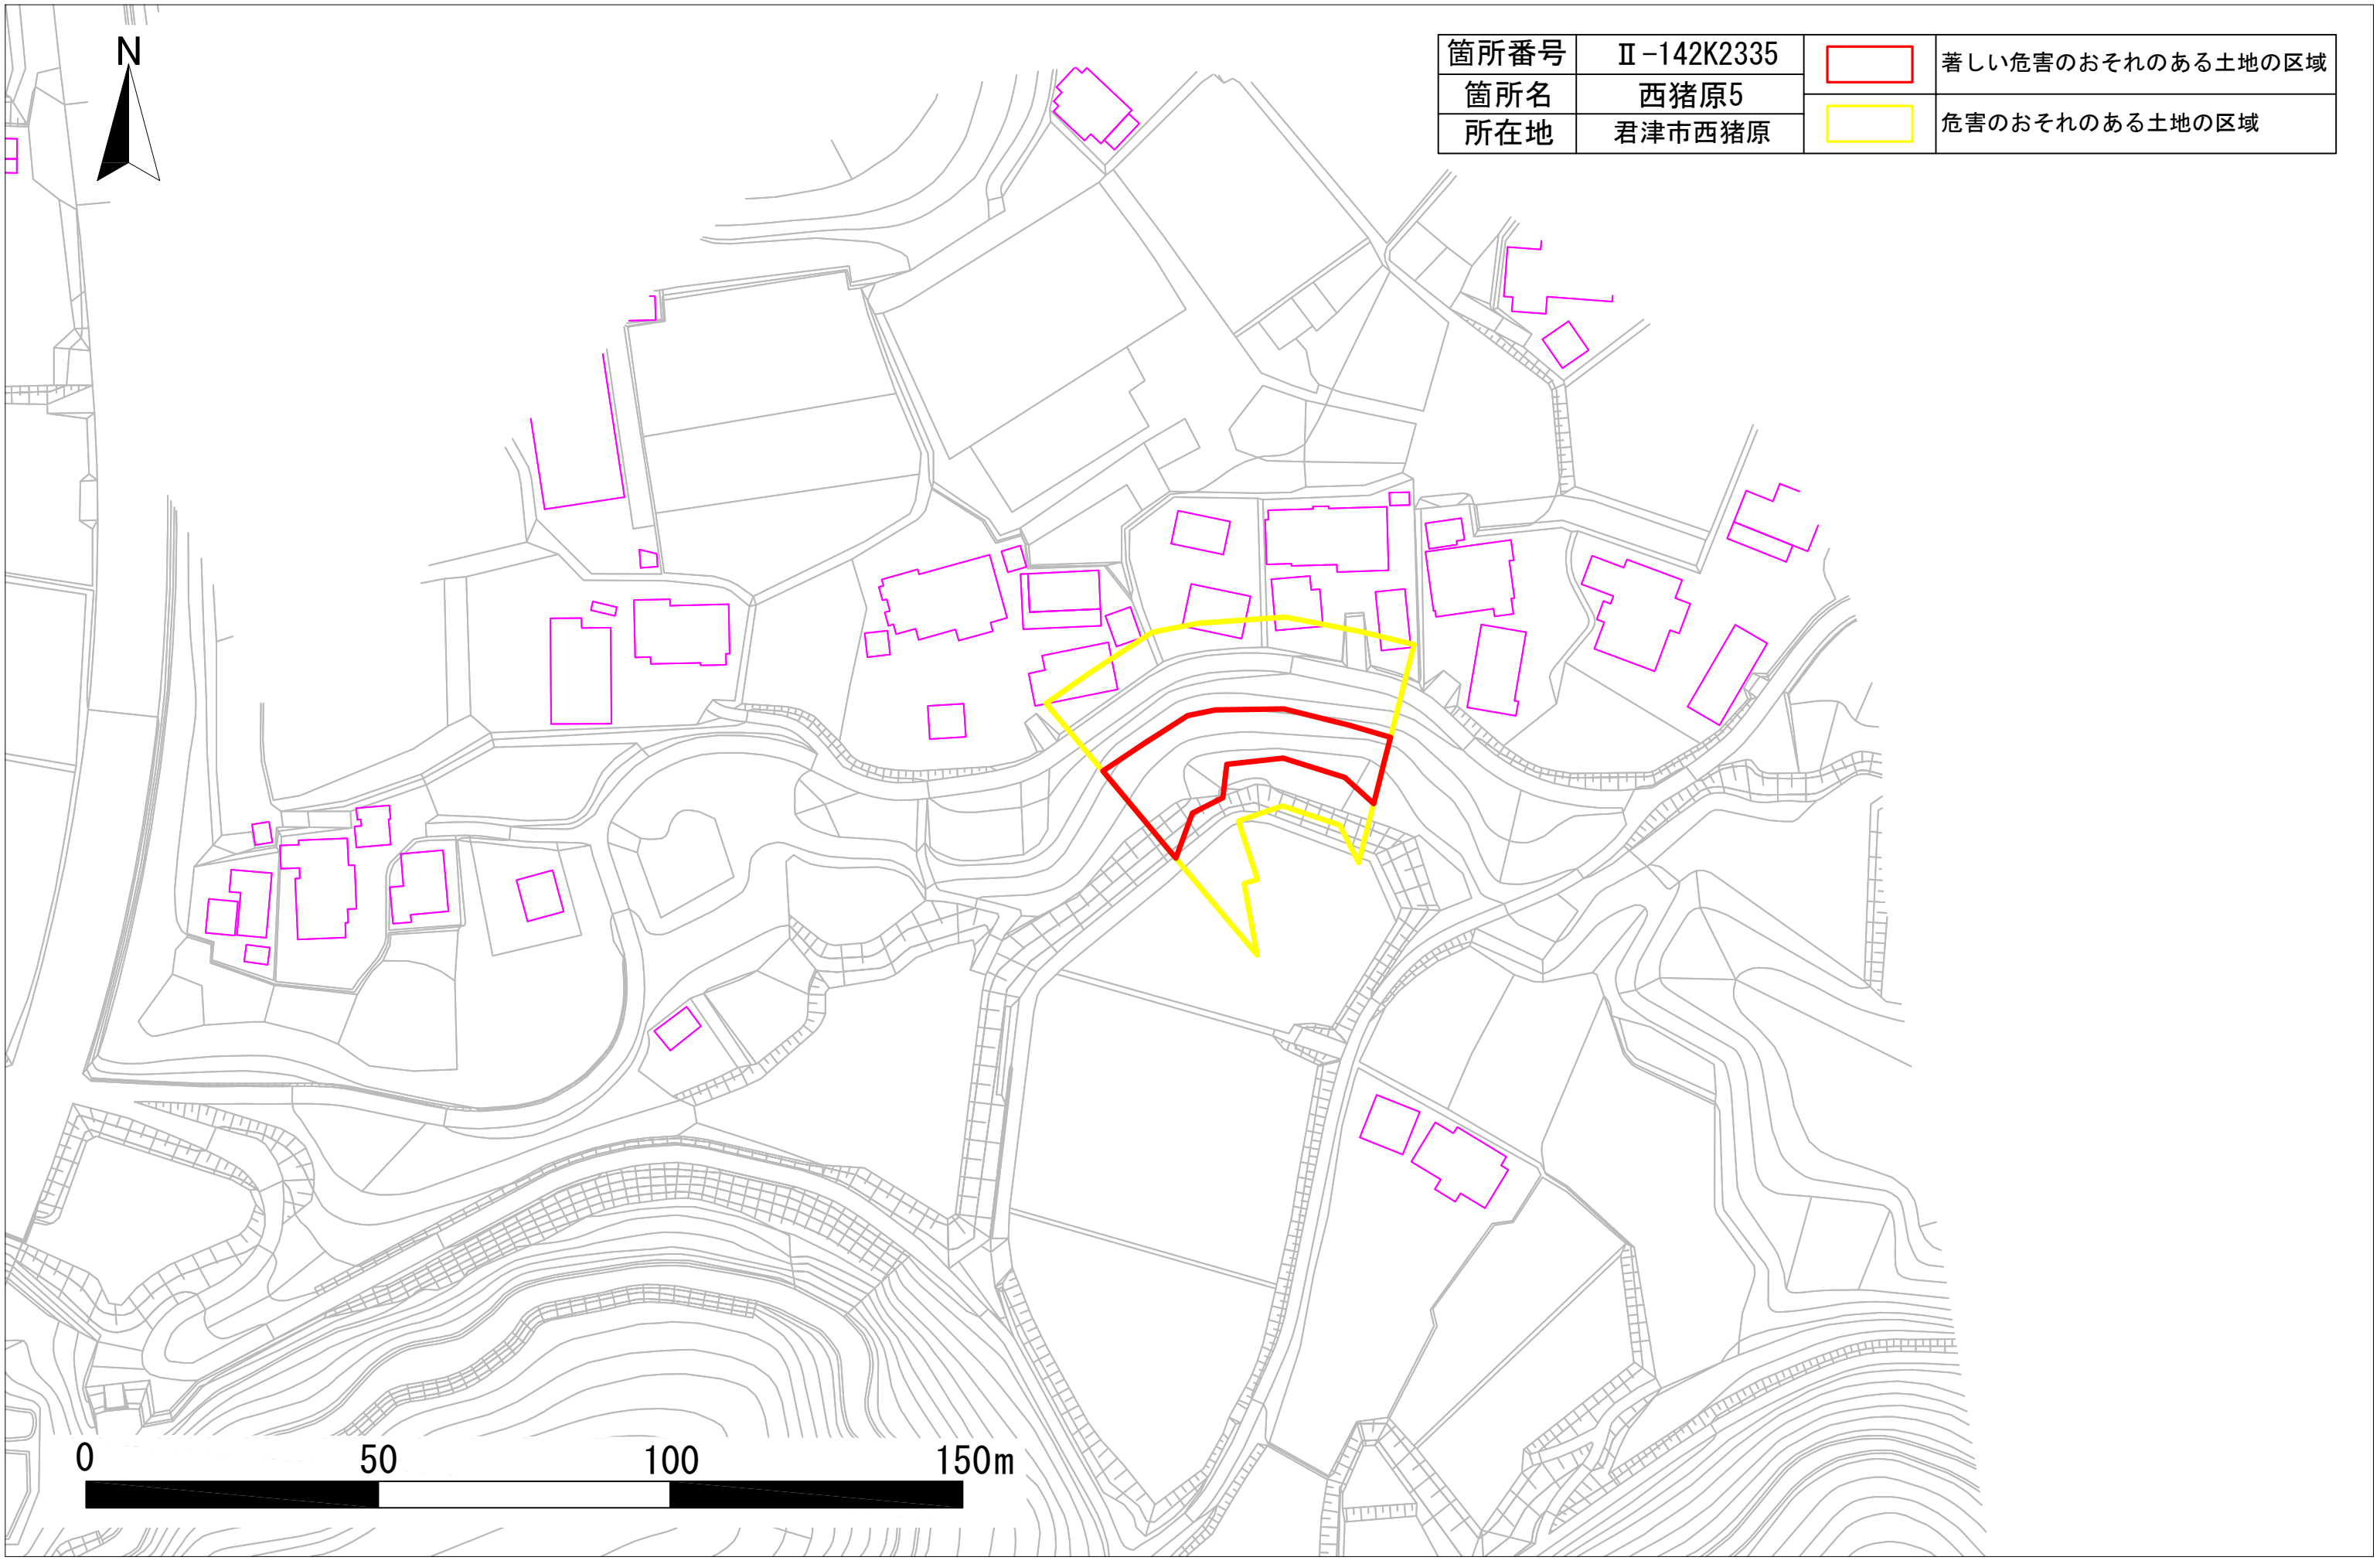 N
箇所番号 Ⅱ-142K2335
箇所名 西猪原5
所在地 君津市西猪原
著しい危害のおそれのある土地の区域
危害のおそれのある土地の区域
0 50 100 150m